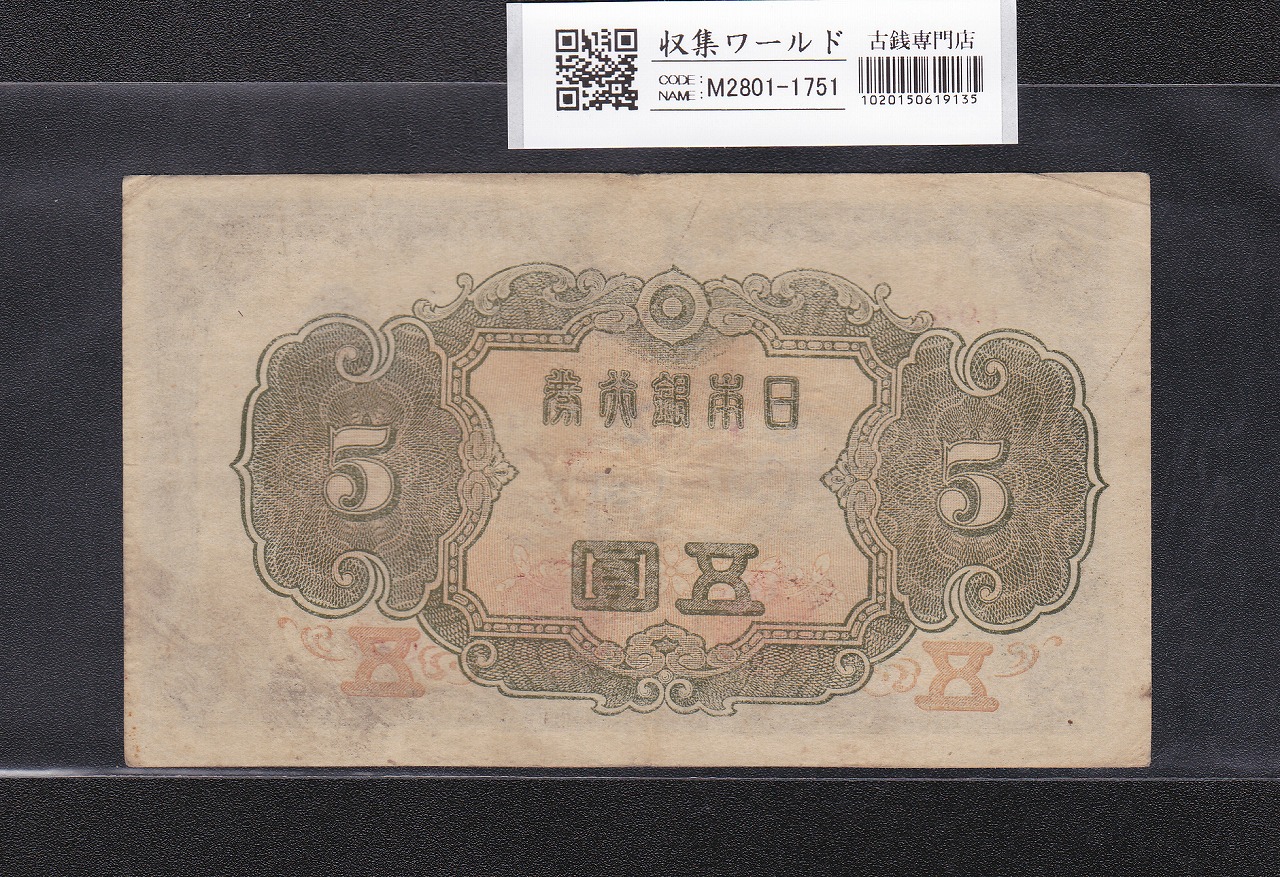 収集ワールド 古銭専門店
CODE:
NAME: M2801-1751
1020150619135
日本銀行券
5 5
五圓
五 五